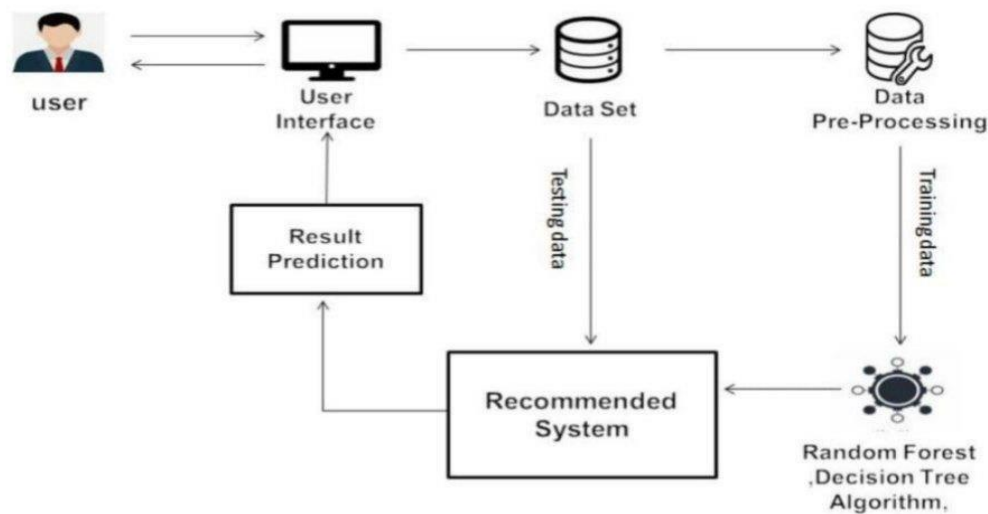 user
User
Interface
Data Set
Data
Pre-Processing
Testing data
Training data
Result
Prediction
Recommended
System
Random Forest
,Decision Tree
Algorithm,